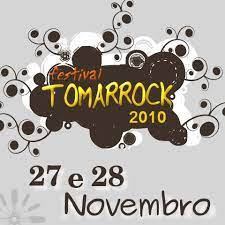 festival
TOMARROCK
2010
27 e 28
Novembro